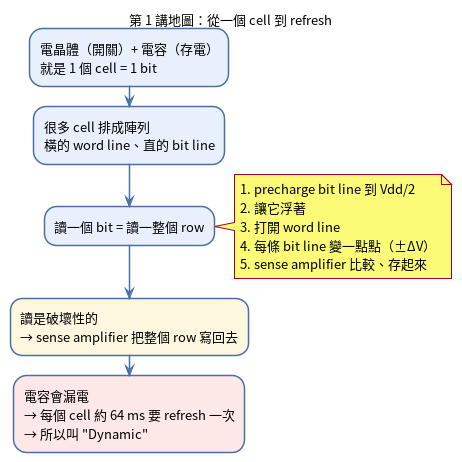 第 1 講地圖：從一個 cell 到 refresh
電晶體（開關）+ 電容（存電）
就是 1 個 cell = 1 bit
很多 cell 排成陣列
橫的 word line、直的 bit line
讀一個 bit = 讀一整個 row
1. precharge bit line 到 Vdd/2
2. 讓它浮著
3. 打開 word line
4. 每條 bit line 變一點點（±ΔV）
5. sense amplifier 比較、存起來
讀是破壞性的
→ sense amplifier 把整個 row 寫回去
電容會漏電
→ 每個 cell 約 64 ms 要 refresh 一次
→ 所以叫 "Dynamic"